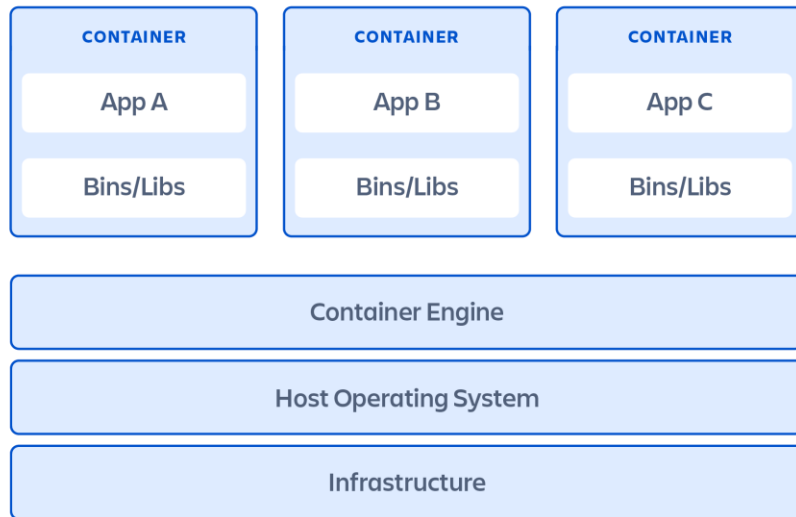 CONTAINER
App A
Bins/Libs
CONTAINER
App B
Bins/Libs
CONTAINER
App C
Bins/Libs
Container Engine
Host Operating System
Infrastructure